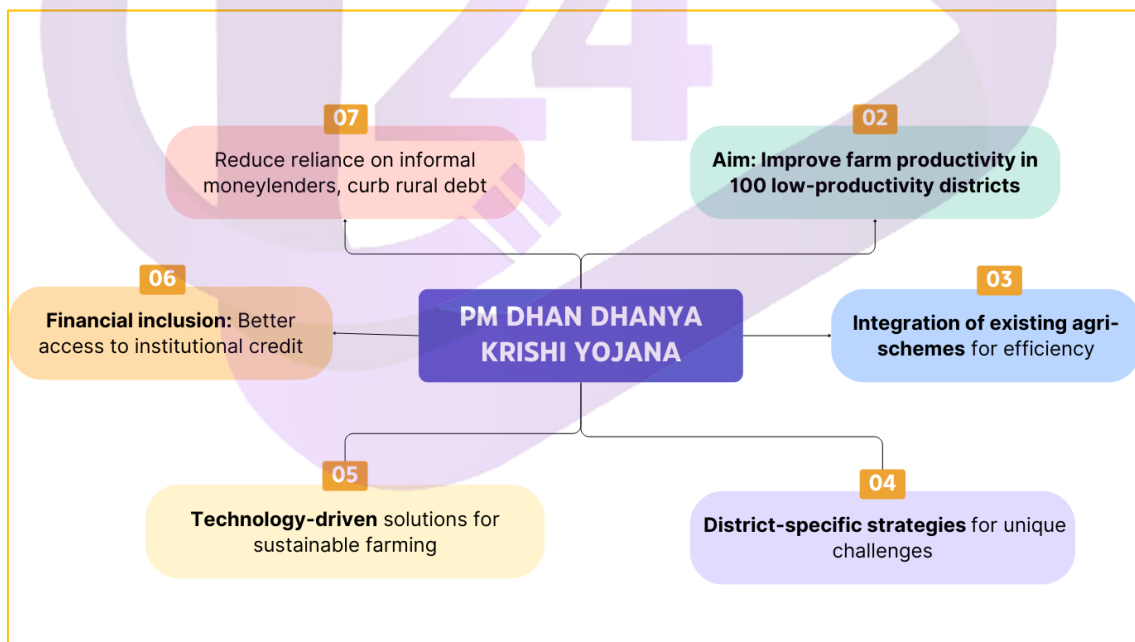 24
07
Reduce reliance on informal
moneylenders, curb rural debt
02
Aim: Improve farm productivity in
100 low-productivity districts
06
Financial inclusion: Better
access to institutional credit
PM DHAN DHANYA
KRISHI YOJANA
03
Integration of existing agri-
schemes for efficiency
05
Technology-driven solutions for
sustainable farming
04
District-specific strategies for unique
challenges